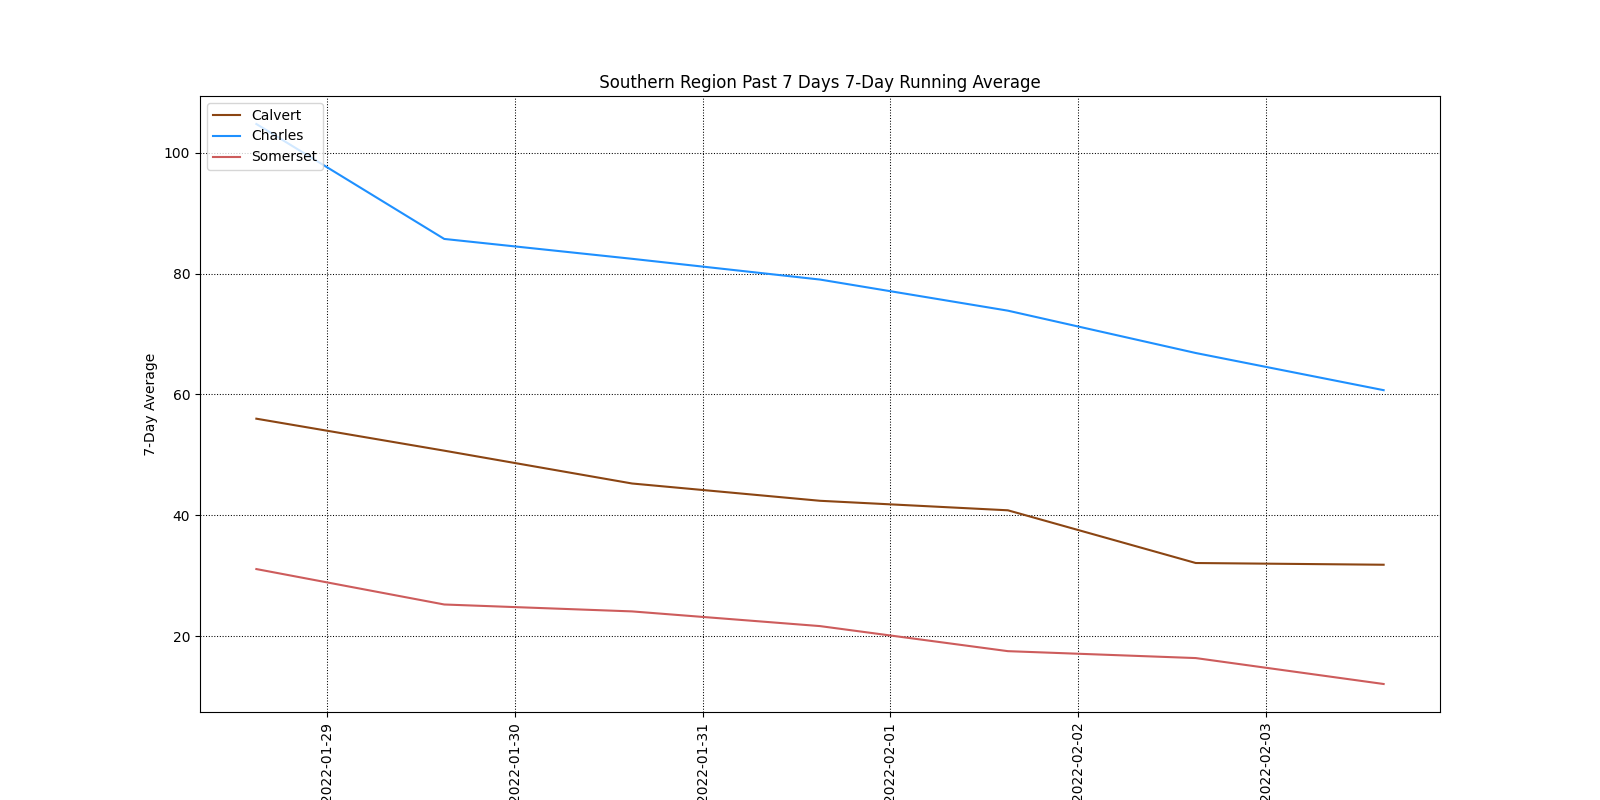 Southern Region Past 7 Days 7-Day Running Average
Calvert
Charles
Somerset
7-Day Average
100
80
60
40
20
2022-01-29
2022-01-30
2022-01-31
2022-02-01
2022-02-02
2022-02-03